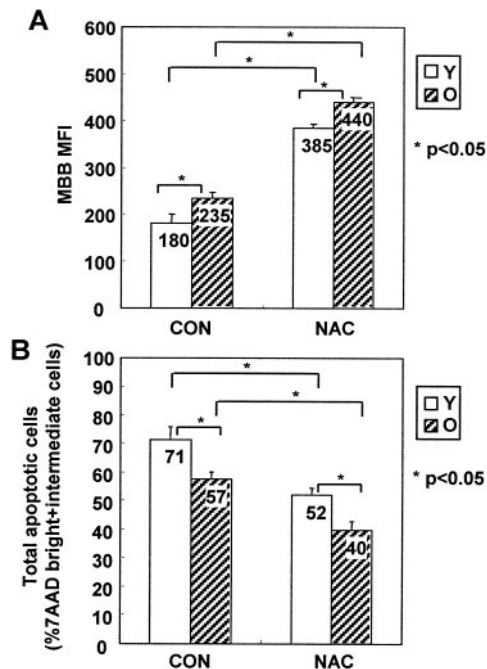 A
MBB MFI
600
500
400
300
200
100
0
*
*
*
*
180
235
385
440
CON
NAC
Y
O
* p<0.05
B
Total apoptotic cells
(%7AAD bright+intermediate cells)
100
90
80
70
60
50
40
30
20
10
0
*
*
*
*
71
57
52
40
CON
NAC
Y
O
* p<0.05